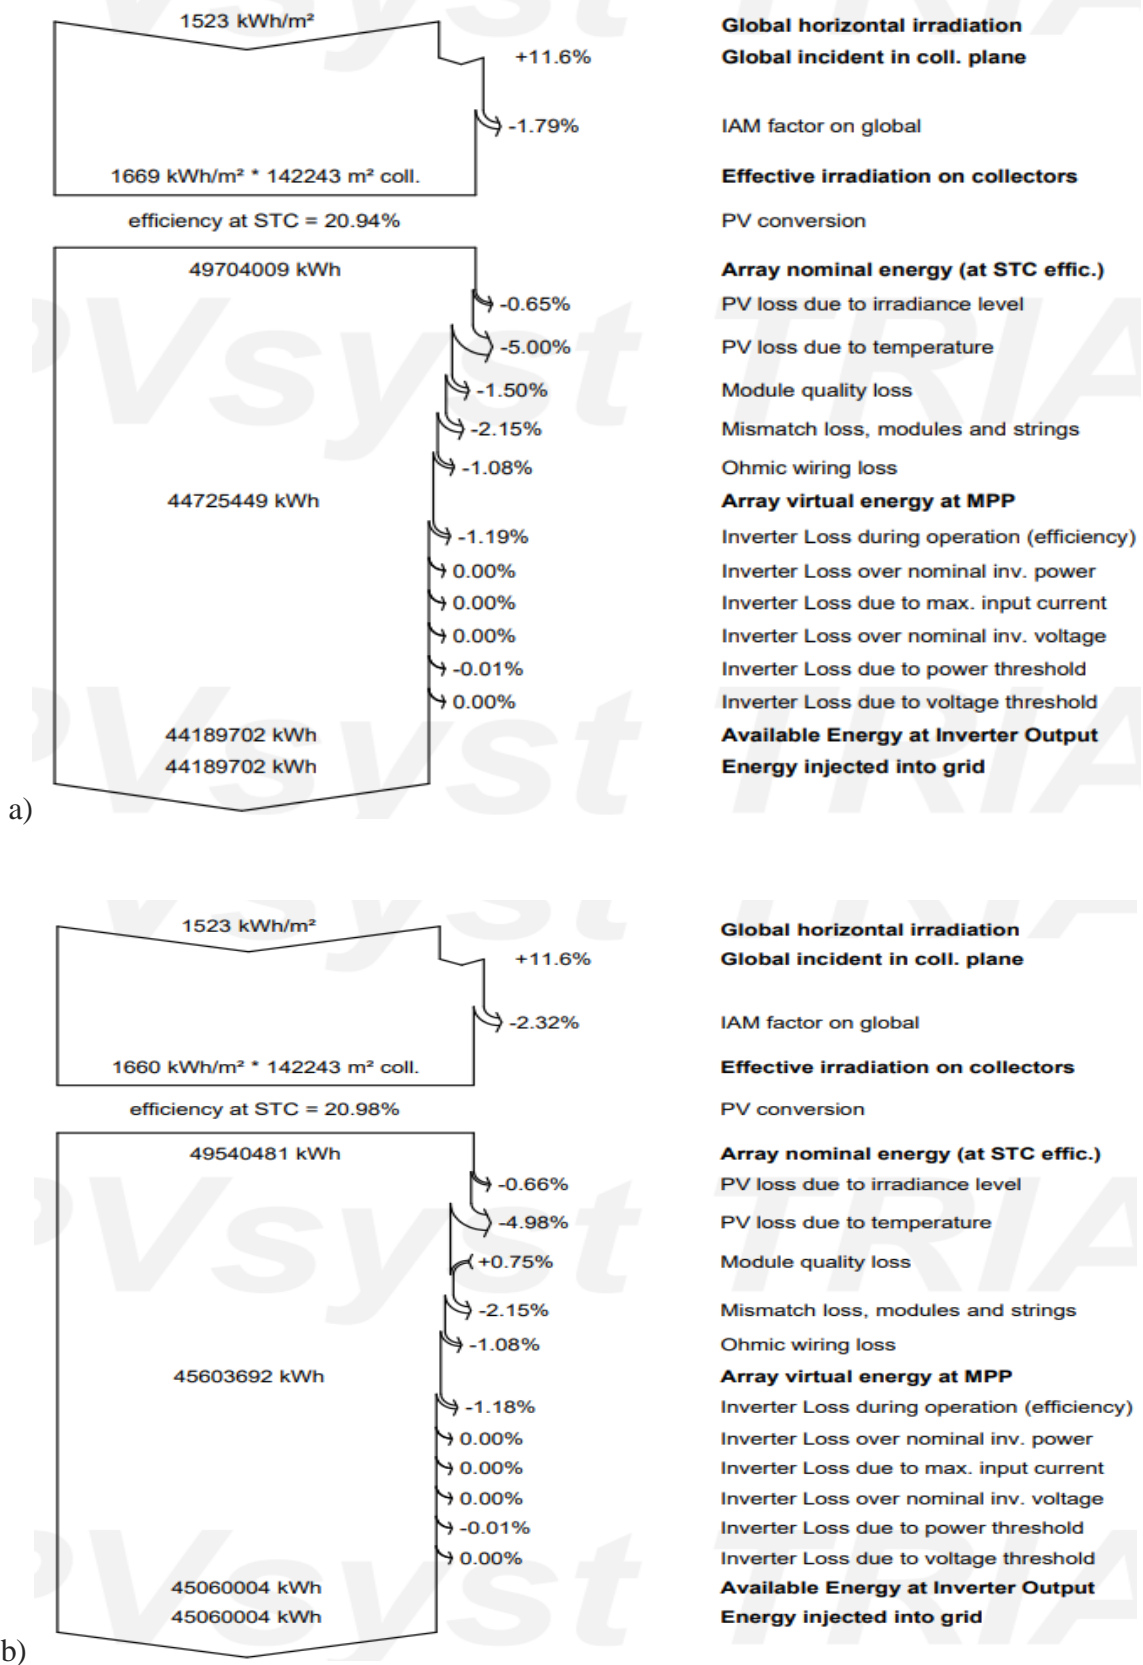 1523 kWh/m² Global horizontal irradiation
+11.6% Global incident in coll. plane
-1.79% IAM factor on global
1669 kWh/m² * 142243 m² coll. Effective irradiation on collectors
efficiency at STC = 20.94% PV conversion
49704009 kWh Array nominal energy (at STC effic.)
-0.65% PV loss due to irradiance level
-5.00% PV loss due to temperature
-1.50% Module quality loss
-2.15% Mismatch loss, modules and strings
-1.08% Ohmic wiring loss
44725449 kWh Array virtual energy at MPP
-1.19% Inverter Loss during operation (efficiency)
0.00% Inverter Loss over nominal inv. power
0.00% Inverter Loss due to max. input current
0.00% Inverter Loss over nominal inv. voltage
-0.01% Inverter Loss due to power threshold
0.00% Inverter Loss due to voltage threshold
44189702 kWh Available Energy at Inverter Output
44189702 kWh Energy injected into grid
a)
1523 kWh/m² Global horizontal irradiation
+11.6% Global incident in coll. plane
-2.32% IAM factor on global
1660 kWh/m² * 142243 m² coll. Effective irradiation on collectors
efficiency at STC = 20.98% PV conversion
49540481 kWh Array nominal energy (at STC effic.)
-0.66% PV loss due to irradiance level
-4.98% PV loss due to temperature
+0.75% Module quality loss
-2.15% Mismatch loss, modules and strings
-1.08% Ohmic wiring loss
45603692 kWh Array virtual energy at MPP
-1.18% Inverter Loss during operation (efficiency)
0.00% Inverter Loss over nominal inv. power
0.00% Inverter Loss due to max. input current
0.00% Inverter Loss over nominal inv. voltage
-0.01% Inverter Loss due to power threshold
0.00% Inverter Loss due to voltage threshold
45060004 kWh Available Energy at Inverter Output
45060004 kWh Energy injected into grid
b)
PVsyst TRIA
PVsyst TRIA
PVsyst TRIA
PVsyst TRIA